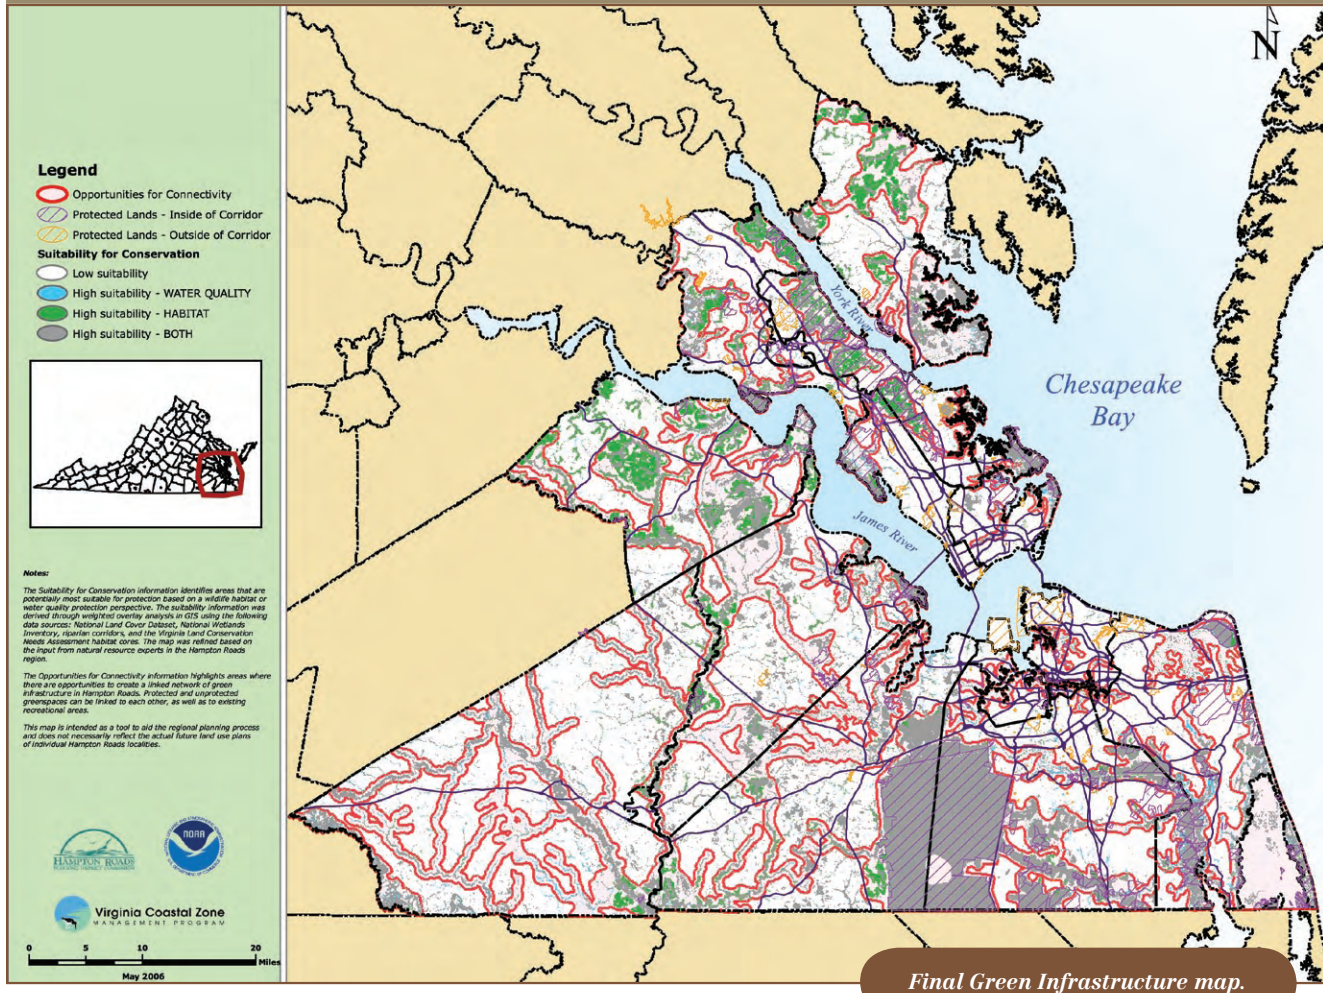 N
Legend
Opportunities for Connectivity
Protected Lands - Inside of Corridor
Protected Lands - Outside of Corridor
Suitability for Conservation
Low suitability
High suitability - WATER QUALITY
High suitability - HABITAT
High suitability - BOTH
Notes:
The Suitability for Conservation information identifies areas that are
potentially most suitable for protection based on a wildlife habitat or
water quality protection perspective. The suitability information was
derived through weighted overlay analysis in GIS using the following
data sources: National Land Cover Dataset, National Wetlands
Inventory, riparian corridors, and the Virginia Land Conservation
Needs Assessment habitat cores. The map was refined based on
the input from natural resource experts in the Hampton Roads
region.
The Opportunities for Connectivity information highlights areas where
there are opportunities to create a linked network of green
infrastructure in Hampton Roads. Protected and unprotected
greenspaces can be linked to each other, as well as to existing
recreational areas.
This map is intended as a tool to aid the regional planning process
and does not necessarily reflect the actual future land use plans
of individual Hampton Roads localities.
HAMPTON ROADS
PLANNING DISTRICT COMMISSION
NOAA
Virginia Coastal Zone
MANAGEMENT PROGRAM
0 5 10 20
Miles
May 2006
York River
James River
Chesapeake
Bay
Final Green Infrastructure map.